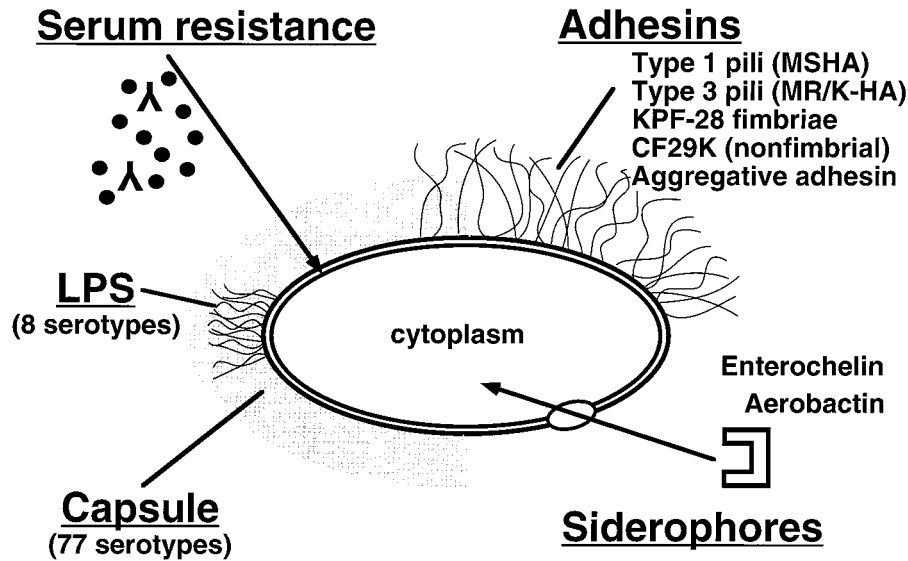 Serum resistance
Adhesins
Type 1 pili (MSHA)
Type 3 pili (MR/K-HA)
KPF-28 fimbriae
CF29K (nonfimbrial)
Aggregative adhesin
LPS
(8 serotypes)
cytoplasm
Enterochelin
Aerobactin
Capsule
(77 serotypes)
Siderophores